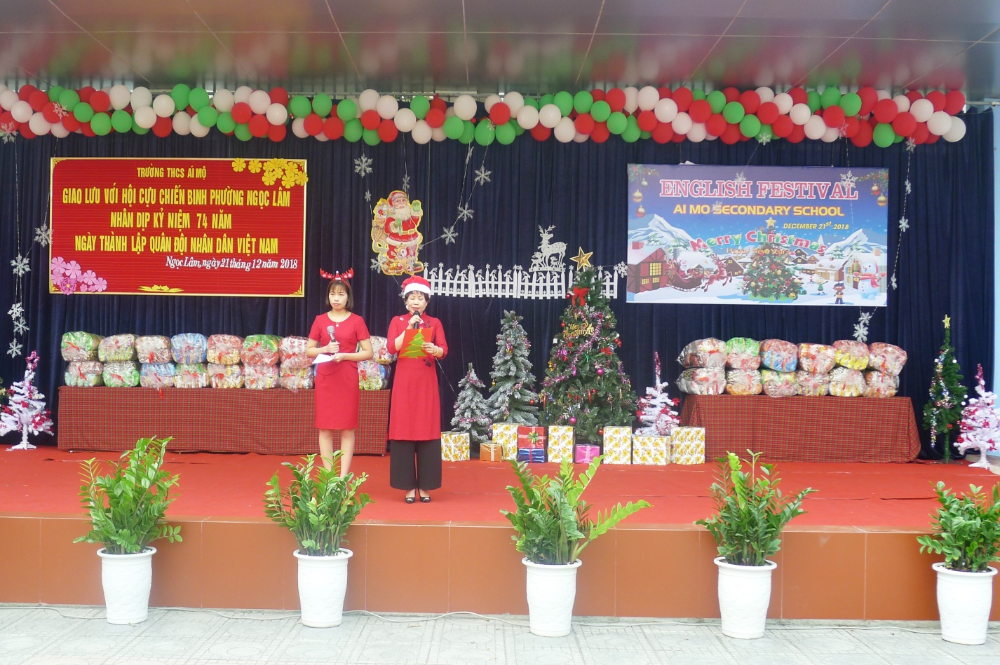 TRƯỜNG THCS ÁI MỘ
GIAO LƯU VỚI HỘI CỰU CHIẾN BINH PHƯỜNG NGỌC LÂM
NHÂN DỊP KỶ NIỆM 74 NĂM
NGÀY THÀNH LẬP QUÂN ĐỘI NHÂN DÂN VIỆT NAM
Ngọc Lâm, ngày 21 tháng 12 năm 2018
ENGLISH FESTIVAL
AI MO SECONDARY SCHOOL
DECEMBER 21st 2018
Merry Christmas
Happy New Year
Merry
Christmas